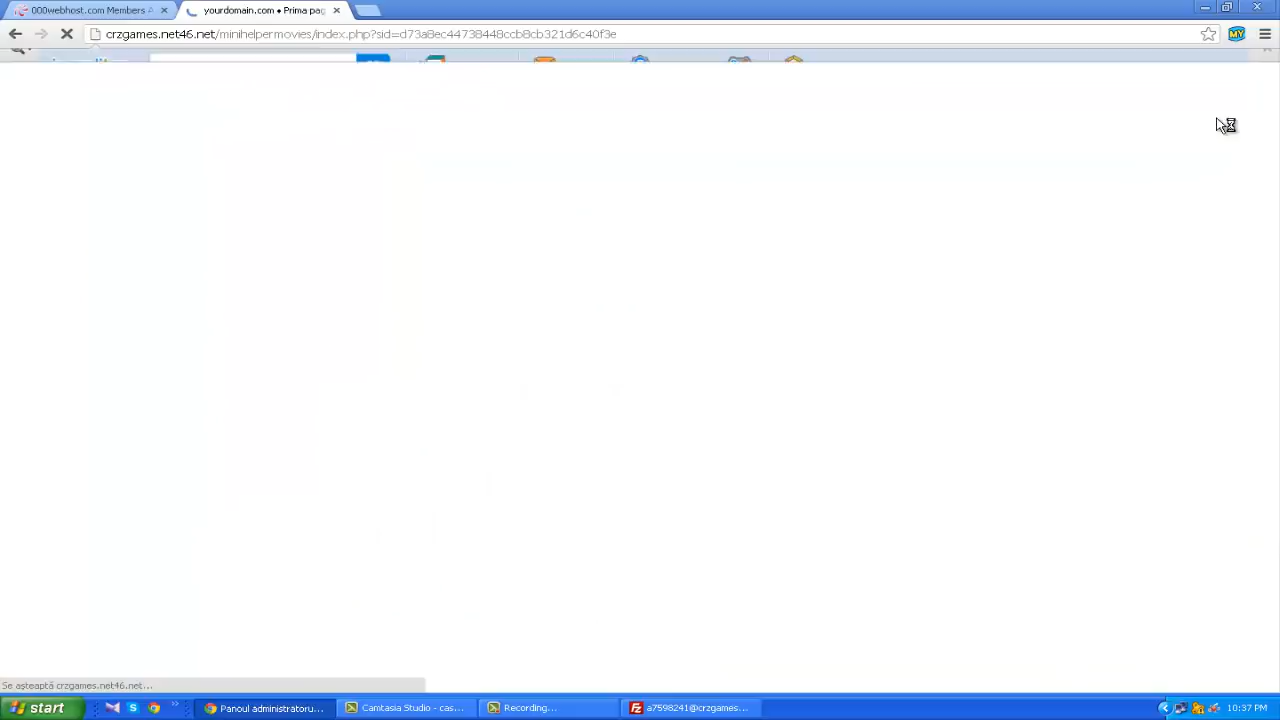 000webhost.com Members A
yourdomain.com • Prima pag
crzgames.net46.net/minihelpermovies/index.php?sid=d73a8ec44738448ccb8cb321d6c40f3e
MY
Se așteaptă crzgames.net46.net...
start
Panoul administratoru...
Camtasia Studio - cas...
Recording...
a7598241@crzgames...
10:37 PM